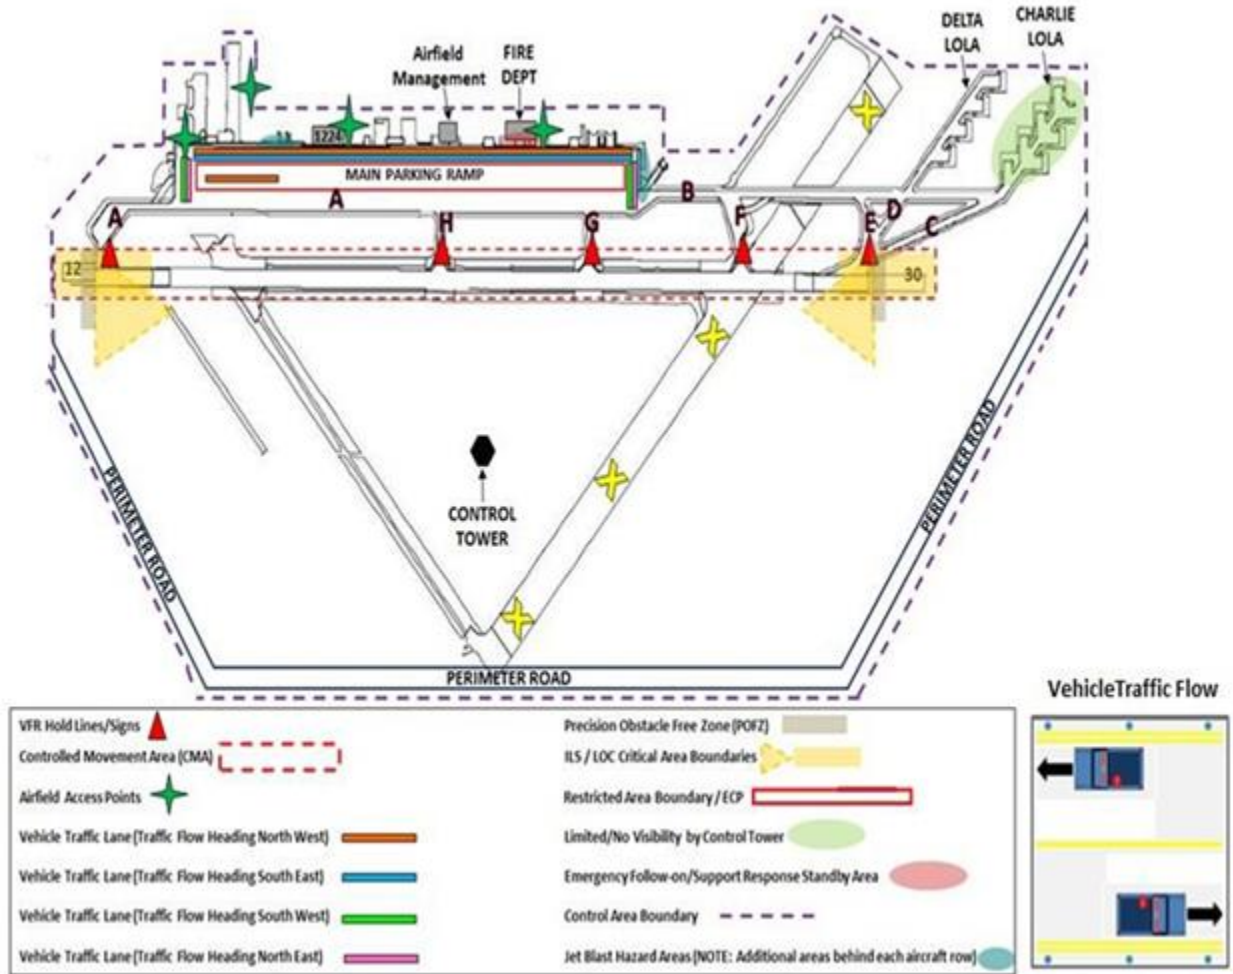 DELTA
LOLA
CHARLIE
LOLA
Airfield
Management
FIRE
DEPT
1224
MAIN PARKING RAMP
A
B
A
H
G
F
E
D
C
12
30
CONTROL
TOWER
PERIMETER ROAD
PERIMETER ROAD
PERIMETER ROAD
VehicleTraffic Flow
VFR Hold Lines/Signs
Controlled Movement Area (CMA)
Airfield Access Points
Vehicle Traffic Lane (Traffic Flow Heading North West)
Vehicle Traffic Lane (Traffic Flow Heading South East)
Vehicle Traffic Lane (Traffic Flow Heading South West)
Vehicle Traffic Lane (Traffic Flow Heading North East)
Precision Obstacle Free Zone (POFZ)
ILS / LOC Critical Area Boundaries
Restricted Area Boundary / ECP
Limited/No Visibility by Control Tower
Emergency Follow-on/Support Response Standby Area
Control Area Boundary
Jet Blast Hazard Areas (NOTE: Additional areas behind each aircraft row)